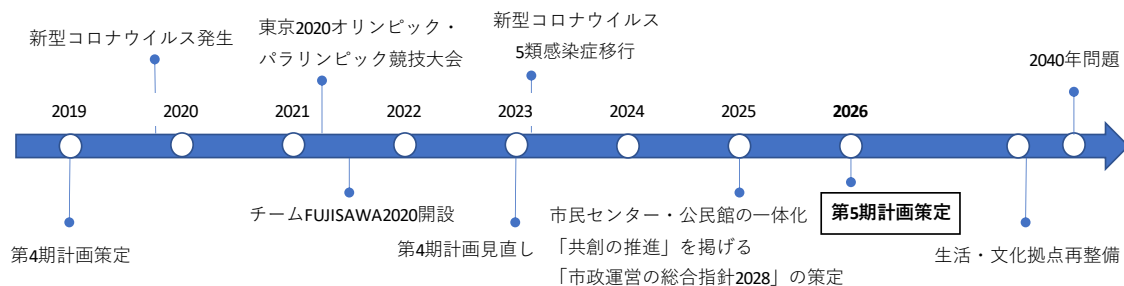 新型コロナウイルス発生
東京2020オリンピック・
パラリンピック競技大会
新型コロナウイルス
5類感染症移行
2040年問題
2019
2020
2021
2022
2023
2024
2025
2026
チームFUJISAWA2020開設
第4期計画策定
第4期計画見直し
市民センター・公民館の一体化
「共創の推進」を掲げる
「市政運営の総合指針2028」の策定
第5期計画策定
生活・文化拠点再整備